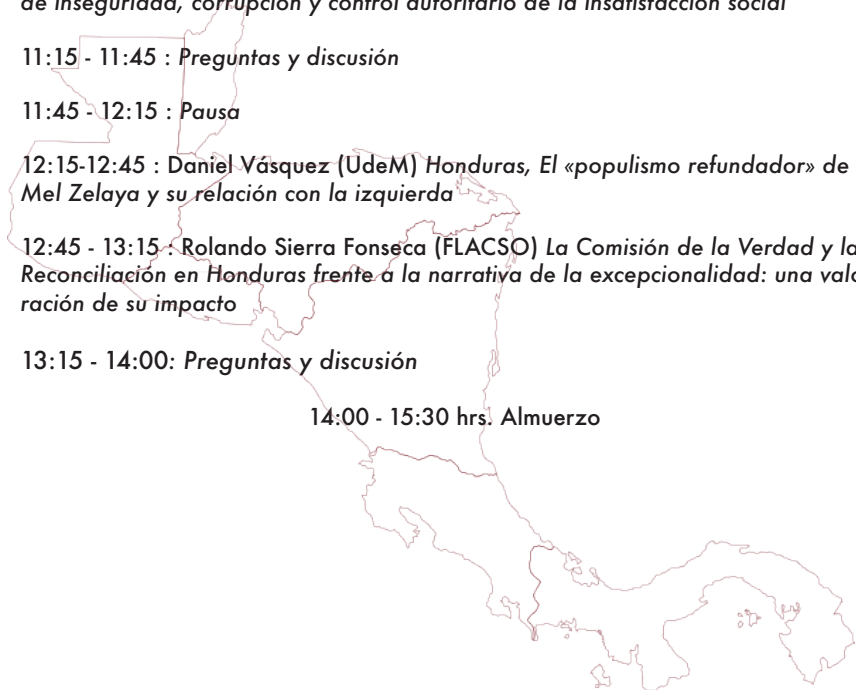 de inseguridad, corrupción y control autoritario de la insatisfacción social
11:15 - 11:45 : Preguntas y discusión
11:45 - 12:15 : Pausa
12:15-12:45 : Daniel Vásquez (UdeM) Honduras, El «populismo refundador» de
Mel Zelaya y su relación con la izquierda
12:45 - 13:15 : Rolando Sierra Fonseca (FLACSO) La Comisión de la Verdad y la
Reconciliación en Honduras frente a la narrativa de la excepcionalidad: una valo
ración de su impacto
13:15 - 14:00: Preguntas y discusión
14:00 - 15:30 hrs. Almuerzo